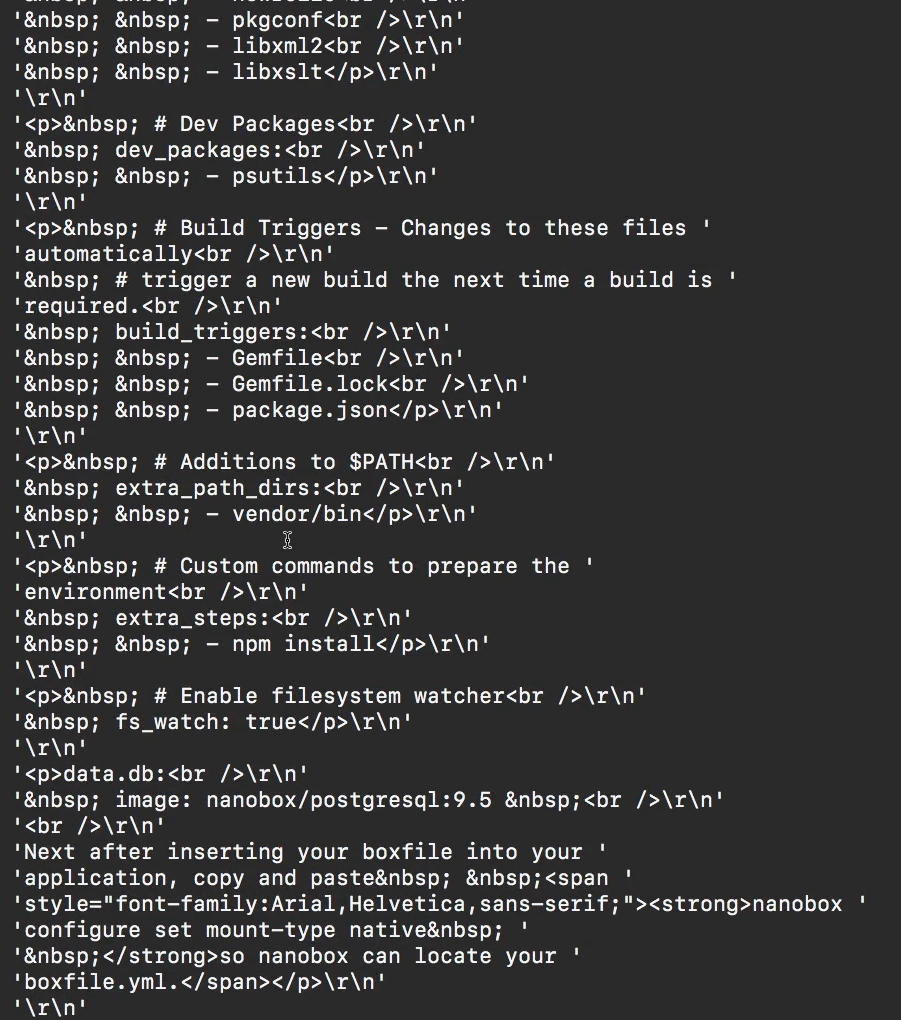 '&nbsp; &nbsp; – pkgconf<br />\r\n'
'&nbsp; &nbsp; – libxml2<br />\r\n'
'&nbsp; &nbsp; – libxslt</p>\r\n'
'\r\n'
'<p>&nbsp; # Dev Packages<br />\r\n'
'&nbsp; dev_packages:<br />\r\n'
'&nbsp; &nbsp; – psutils</p>\r\n'
'\r\n'
'<p>&nbsp; # Build Triggers – Changes to these files '
'automatically<br />\r\n'
'&nbsp; # trigger a new build the next time a build is '
'required.<br />\r\n'
'&nbsp; build_triggers:<br />\r\n'
'&nbsp; &nbsp; – Gemfile<br />\r\n'
'&nbsp; &nbsp; – Gemfile.lock<br />\r\n'
'&nbsp; &nbsp; – package.json</p>\r\n'
'\r\n'
'<p>&nbsp; # Additions to $PATH<br />\r\n'
'&nbsp; extra_path_dirs:<br />\r\n'
'&nbsp; &nbsp; – vendor/bin</p>\r\n'
'\r\n'
'<p>&nbsp; # Custom commands to prepare the '
'environment<br />\r\n'
'&nbsp; extra_steps:<br />\r\n'
'&nbsp; &nbsp; – npm install</p>\r\n'
'\r\n'
'<p>&nbsp; # Enable filesystem watcher<br />\r\n'
'&nbsp; fs_watch: true</p>\r\n'
'\r\n'
'<p>data.db:<br />\r\n'
'&nbsp; image: nanobox/postgresql:9.5 &nbsp;<br />\r\n'
'<br />\r\n'
'Next after inserting your boxfile into your '
'application, copy and paste&nbsp; &nbsp;<span '
'style="font-family:Arial,Helvetica,sans-serif;"><strong>nanobox '
'configure set mount-type native&nbsp; '
'&nbsp;</strong>so nanobox can locate your '
'boxfile.yml.</span></p>\r\n'
'\r\n'